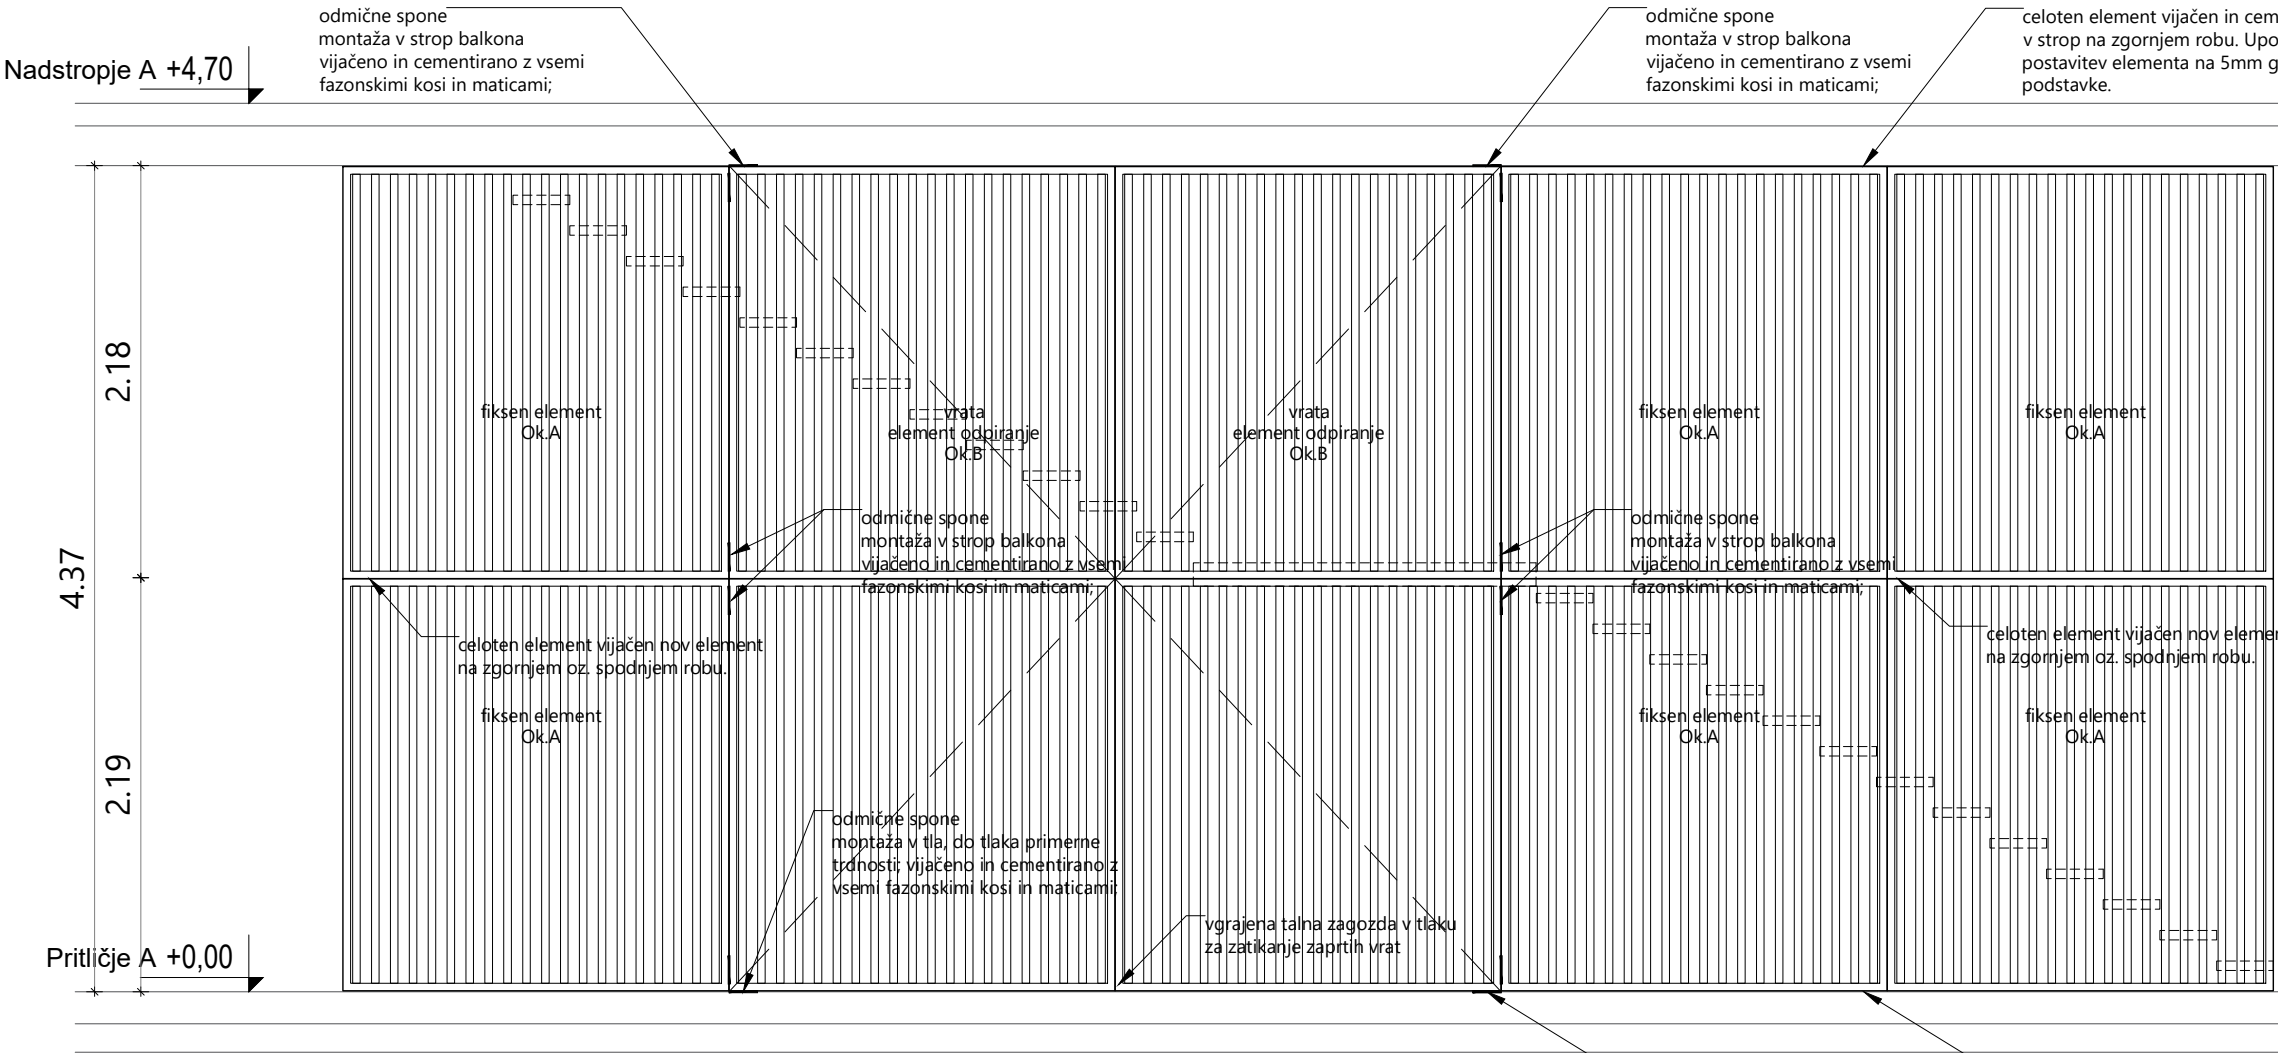 odmične spone
montaža v strop balkona
vijačeno in cementirano z vsemi
fazonskimi kosi in maticami;
odmične spone
montaža v strop balkona
vijačeno in cementirano z vsemi
fazonskimi kosi in maticami;
celoten element vijačen in cem
v strop na zgornjem robu. Upo
postavitev elementa na 5mm g
podstavke.
Nadstropje A +4,70
2.18
4.37
2.19
fiksen element
Ok.A
vrata
element odpiranje
Ok.B
vrata
element odpiranje
Ok.B
fiksen element
Ok.A
fiksen element
Ok.A
odmične spone
montaža v strop balkona
vijačeno in cementirano z vsemi
fazonskimi kosi in maticami;
odmične spone
montaža v strop balkona
vijačeno in cementirano z vsemi
fazonskimi kosi in maticami;
celoten element vijačen nov element
na zgornjem oz. spodnjem robu.
celoten element vijačen nov elemen
na zgornjem oz. spodnjem robu.
fiksen element
Ok.A
fiksen element
Ok.A
fiksen element
Ok.A
odmične spone
montaža v tla, do tlaka primerne
trdnosti; vijačeno in cementirano z
vsemi fazonskimi kosi in maticami;
vgrajena talna zagozda v tlaku
za zatikanje zaprtih vrat
Pritličje A +0,00